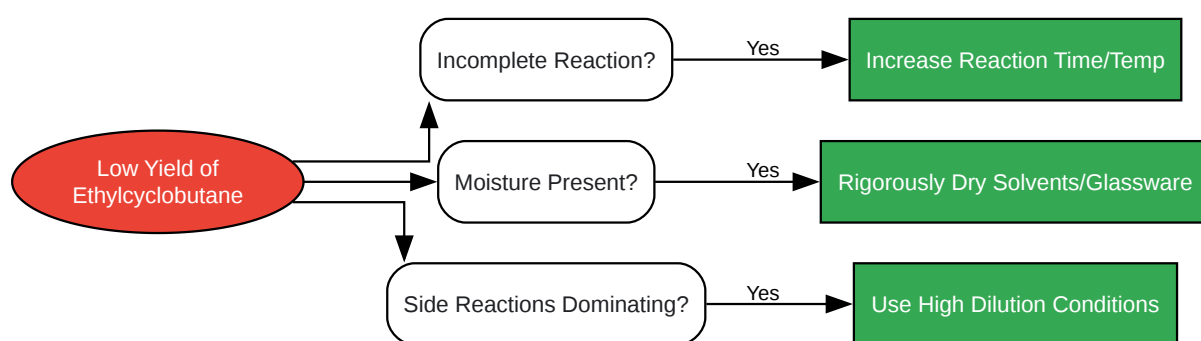 Incomplete Reaction?
Yes
Increase Reaction Time/Temp
Low Yield of
Ethylcyclobutane
Moisture Present?
Yes
Rigorously Dry Solvents/Glassware
Side Reactions Dominating?
Yes
Use High Dilution Conditions